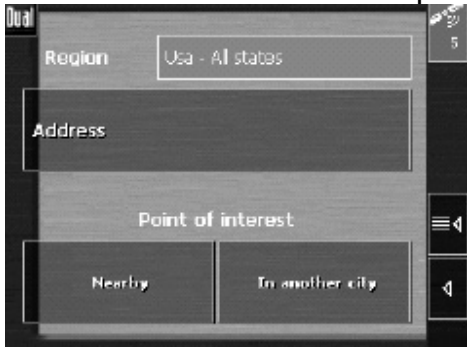 Dual
5
Region
Usa - All states
Address
Point of interest
Nearby
In another city